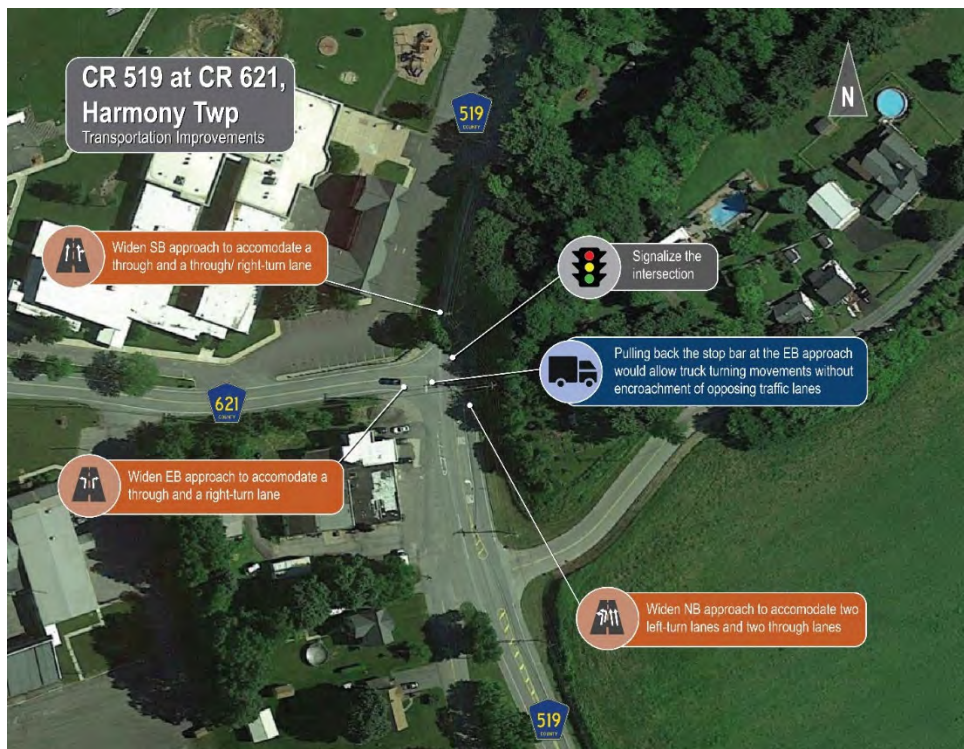 CR 519 at CR 621,
Harmony Twp
Transportation Improvements
519
COUNTY
N
Widen SB approach to accomodate a
through and a through/ right-turn lane
Signalize the
intersection
Pulling back the stop bar at the EB approach
would allow truck turning movements without
encroachment of opposing traffic lanes
621
COUNTY
Widen EB approach to accomodate a
through and a right-turn lane
Widen NB approach to accomodate two
left-turn lanes and two through lanes
519
COUNTY